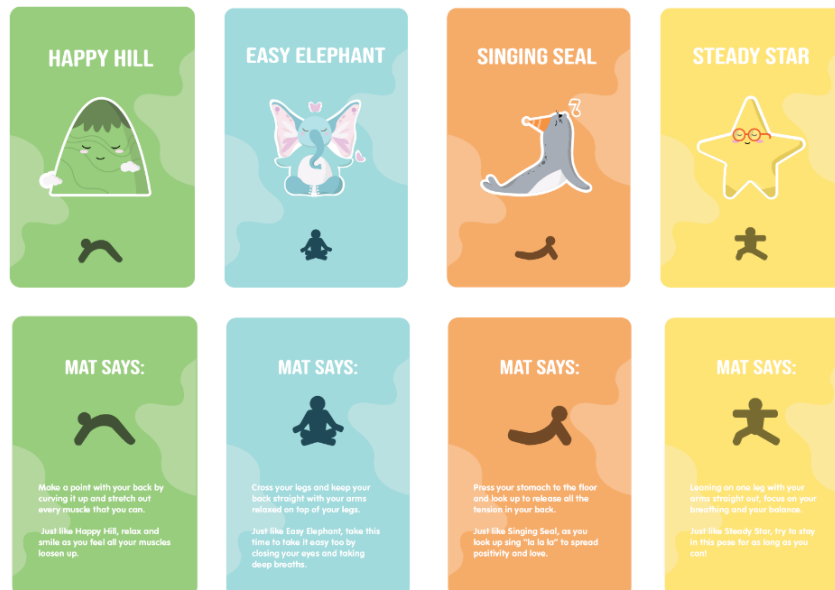 HAPPY HILL
EASY ELEPHANT
SINGING SEAL
STEADY STAR
MAT SAYS:
Make a point with your back by
curving it up and stretch out
every muscle that you can.
Just like Happy Hill, relax and
smile as you feel all your muscles
loosen up.
MAT SAYS:
Cross your legs and keep your
back straight with your arms
relaxed on top of your legs.
Just like Easy Elephant, take this
time to take it easy too by
closing your eyes and taking
deep breaths.
MAT SAYS:
Press your stomach to the floor
and look up to release all the
tension in your back.
Just like Singing Seal, as you
look up sing "la la la" to spread
positivity and love.
MAT SAYS:
Leaning on one leg with your
arms straight out, focus on your
breathing and your balance.
Just like Steady Star, try to stay
in this pose for as long as you
can!